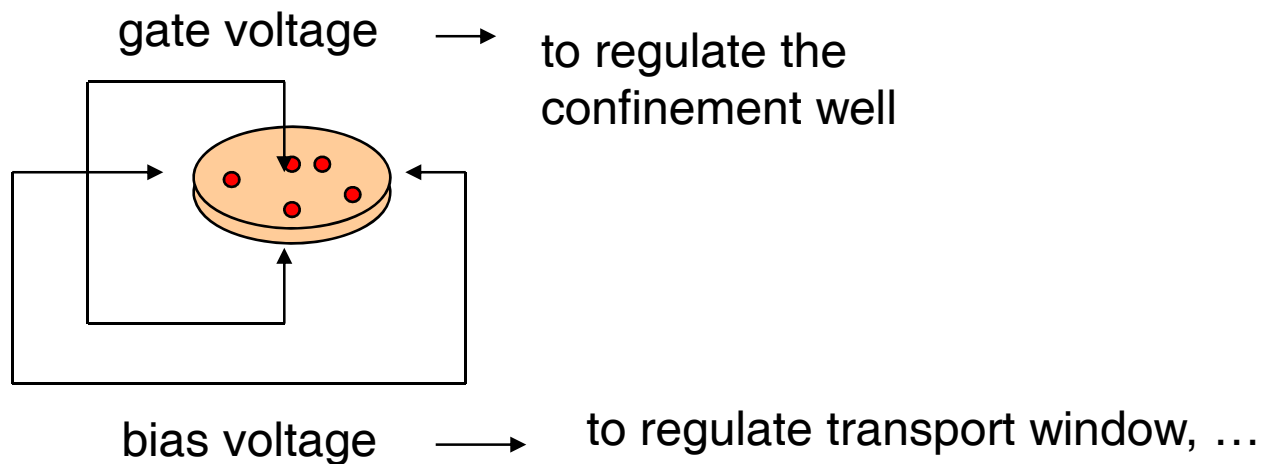 gate voltage
to regulate the
confinement well
bias voltage
to regulate transport window, …